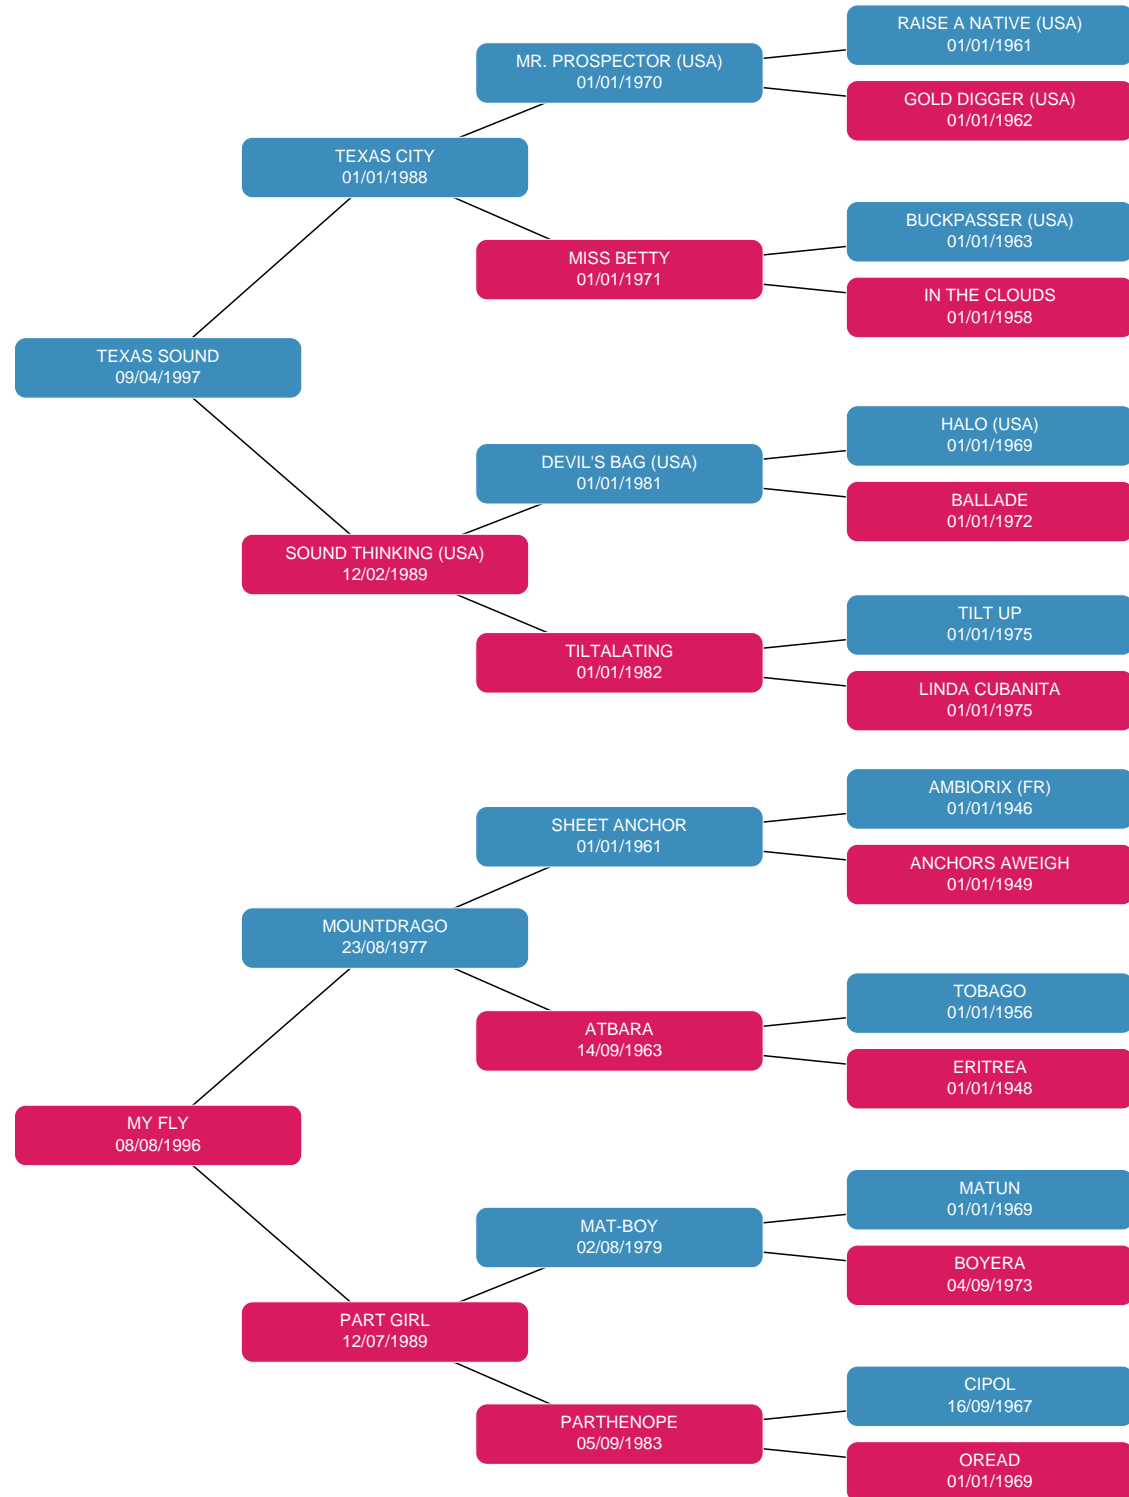 RAISE A NATIVE (USA)
01/01/1961
MR. PROSPECTOR (USA)
01/01/1970
GOLD DIGGER (USA)
01/01/1962
TEXAS CITY
01/01/1988
BUCKPASSER (USA)
01/01/1963
MISS BETTY
01/01/1971
IN THE CLOUDS
01/01/1958
TEXAS SOUND
09/04/1997
HALO (USA)
01/01/1969
DEVIL'S BAG (USA)
01/01/1981
BALLADE
01/01/1972
SOUND THINKING (USA)
12/02/1989
TILT UP
01/01/1975
TILTALATING
01/01/1982
LINDA CUBANITA
01/01/1975
AMBIORIX (FR)
01/01/1946
SHEET ANCHOR
01/01/1961
ANCHORS AWEIGH
01/01/1949
MOUNTDRAGO
23/08/1977
TOBAGO
01/01/1956
ATBARA
14/09/1963
ERITREA
01/01/1948
MY FLY
08/08/1996
MATUN
01/01/1969
MAT-BOY
02/08/1979
BOYERA
04/09/1973
PART GIRL
12/07/1989
CIPOL
16/09/1967
PARTHENOPE
05/09/1983
OREAD
01/01/1969